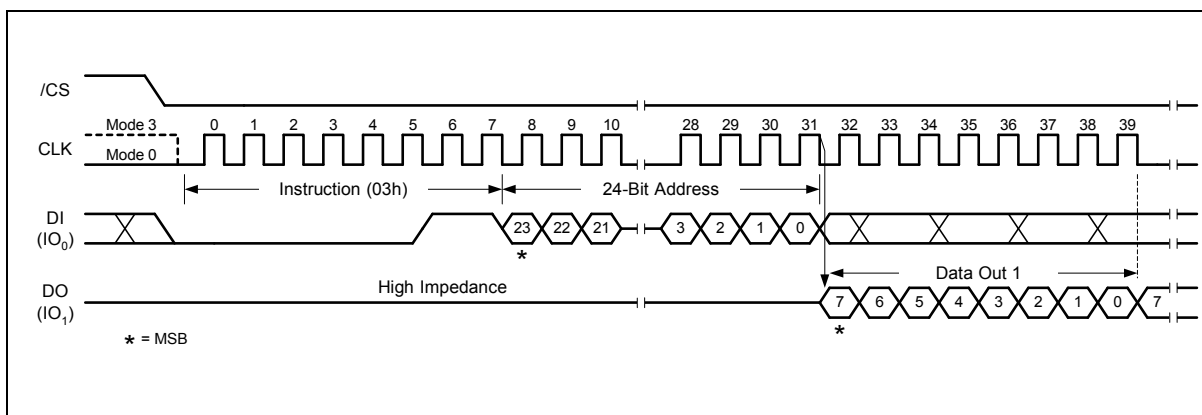 /CS
Mode 3 0 1 2 3 4 5 6 7 8 9 10 28 29 30 31 32 33 34 35 36 37 38 39
CLK
Mode 0
Instruction (03h) 24-Bit Address
DI
(IO0) 23 22 21 3 2 1 0
*
Data Out 1
High Impedance
DO
(IO1) 7 6 5 4 3 2 1 0 7
*
* = MSB